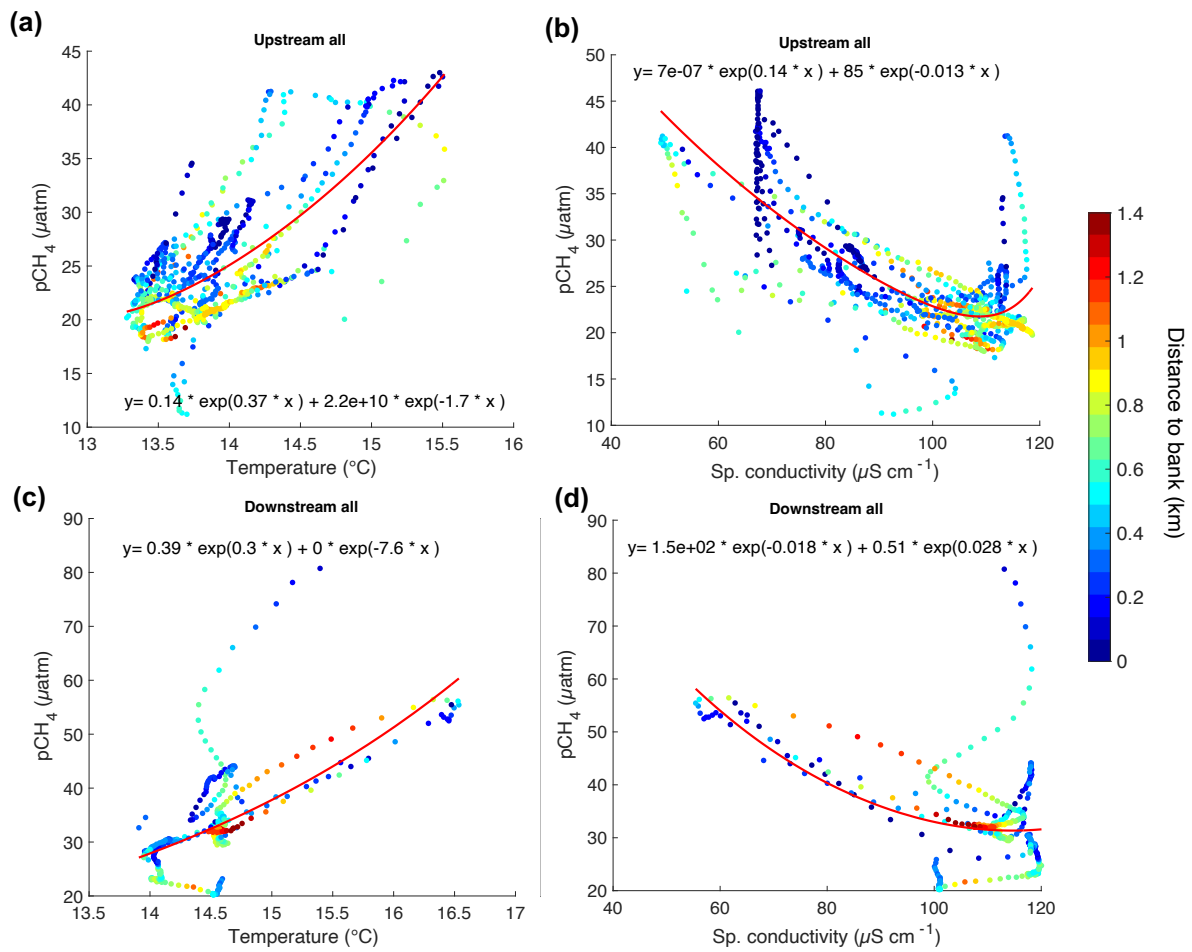 (a)
Upstream all
45
40
35
30
25
20
15
10
pCH4 (μatm)
y= 0.14 * exp(0.37 * x ) + 2.2e+10 * exp(-1.7 * x )
13 13.5 14 14.5 15 15.5 16
Temperature (°C)
(b)
Upstream all
50
45
40
35
30
25
20
15
10
pCH4 (μatm)
y= 7e-07 * exp(0.14 * x ) + 85 * exp(-0.013 * x )
40 60 80 100 120
Sp. conductivity (μS cm-1)
1.4
1.2
1
0.8
0.6
0.4
0.2
0
Distance to bank (km)
(c)
Downstream all
90
80
70
60
50
40
30
20
pCH4 (μatm)
y= 0.39 * exp(0.3 * x ) + 0 * exp(-7.6 * x )
13.5 14 14.5 15 15.5 16 16.5 17
Temperature (°C)
(d)
Downstream all
90
80
70
60
50
40
30
20
pCH4 (μatm)
y= 1.5e+02 * exp(-0.018 * x ) + 0.51 * exp(0.028 * x )
40 60 80 100 120
Sp. conductivity (μS cm-1)